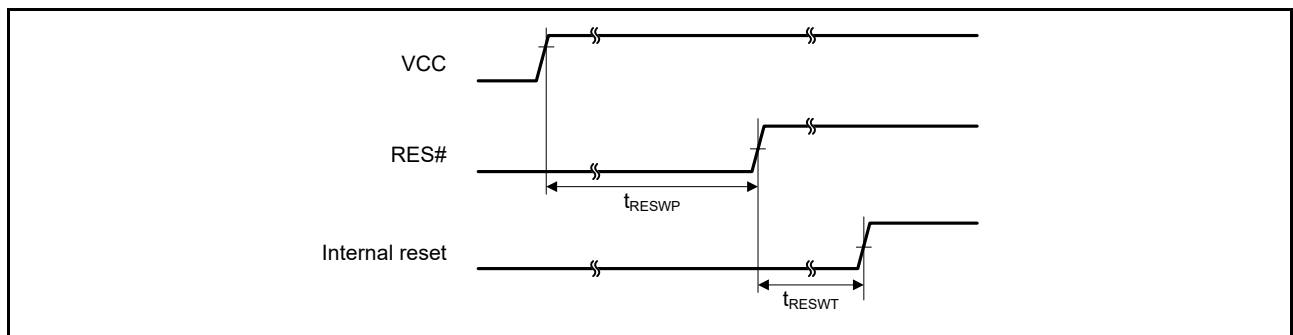 VCC
RES#
tRESWP
Internal reset
tRESWT